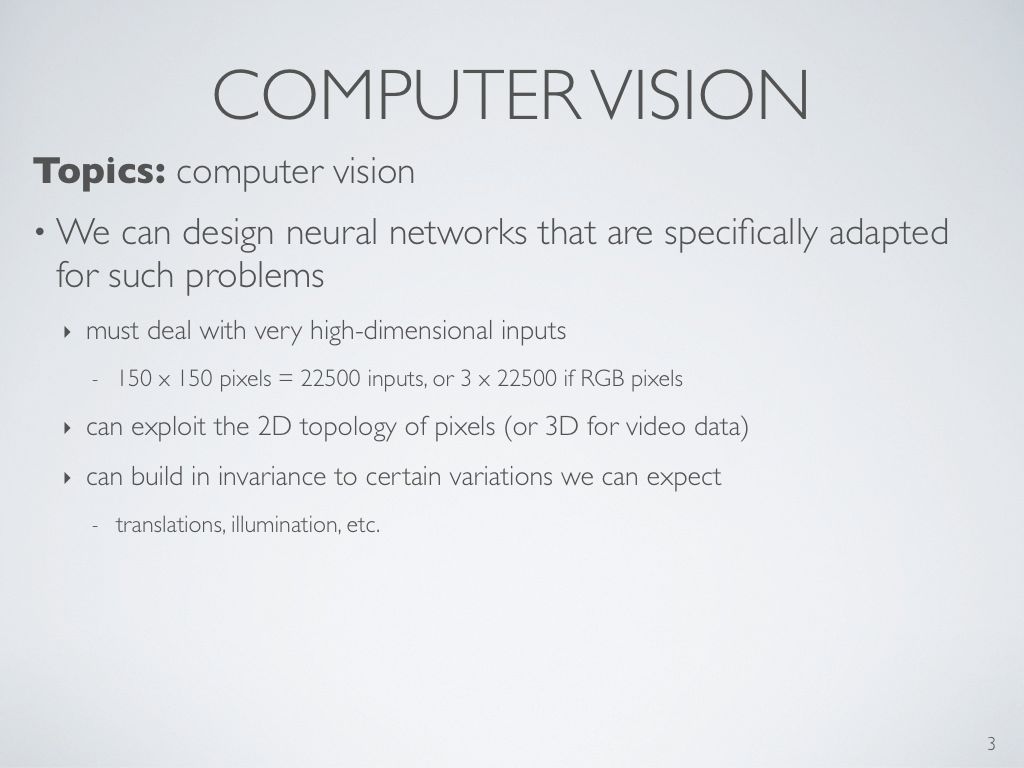 COMPUTER VISION
Topics: computer vision
• We can design neural networks that are specifically adapted
for such problems
‣ must deal with very high-dimensional inputs
- 150 x 150 pixels = 22500 inputs, or 3 x 22500 if RGB pixels
‣ can exploit the 2D topology of pixels (or 3D for video data)
‣ can build in invariance to certain variations we can expect
- translations, illumination, etc.
3